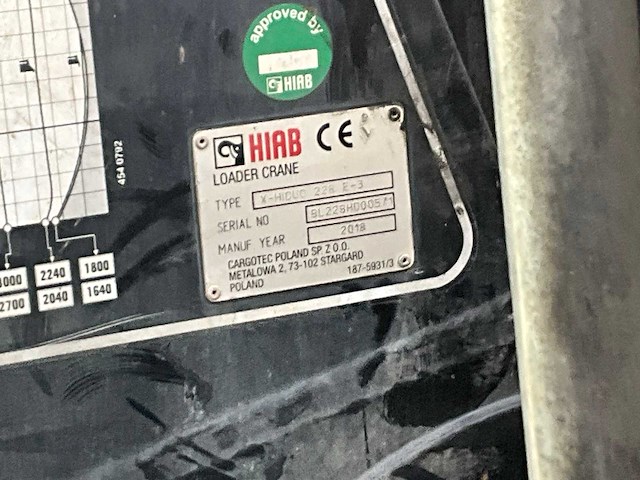 approved by
HIAB
HIAB CE
LOADER CRANE
TYPE X-HIDUO 228 E-3
SERIAL NO
MANUF. YEAR 2018
CARGOTEC POLAND SP. Z O.O.
METALOWA 2, 73-102 STARGARD
POLAND 187-5931/3
454 0792
2240 1800
2700 2040 1640